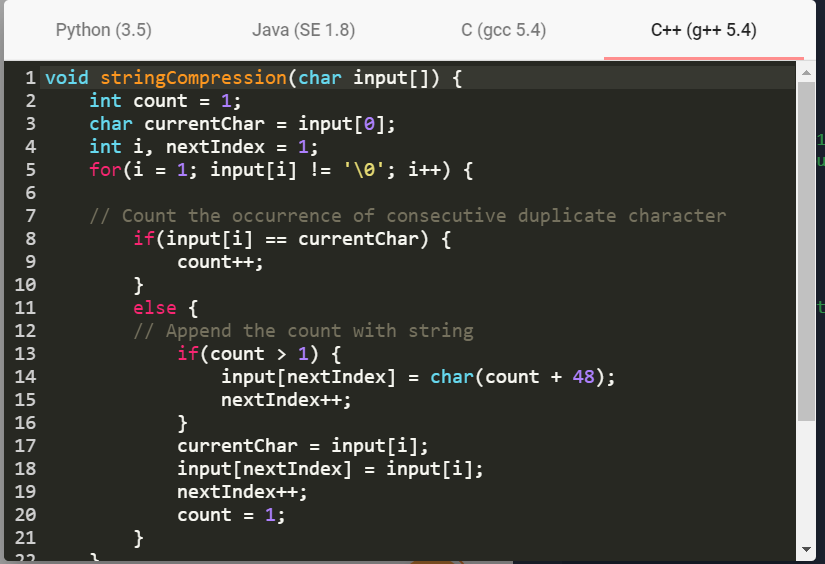 Python (3.5) Java (SE 1.8) C (gcc 5.4) C++ (g++ 5.4)
1 void stringCompression(char input[]) {
2     int count = 1;
3     char currentChar = input[0];
4     int i, nextIndex = 1;
5     for(i = 1; input[i] != '\0'; i++) {
6
7     // Count the occurrence of consecutive duplicate character
8         if(input[i] == currentChar) {
9             count++;
10         }
11         else {
12         // Append the count with string
13             if(count > 1) {
14                 input[nextIndex] = char(count + 48);
15                 nextIndex++;
16             }
17             currentChar = input[i];
18             input[nextIndex] = input[i];
19             nextIndex++;
20             count = 1;
21         }
22     }